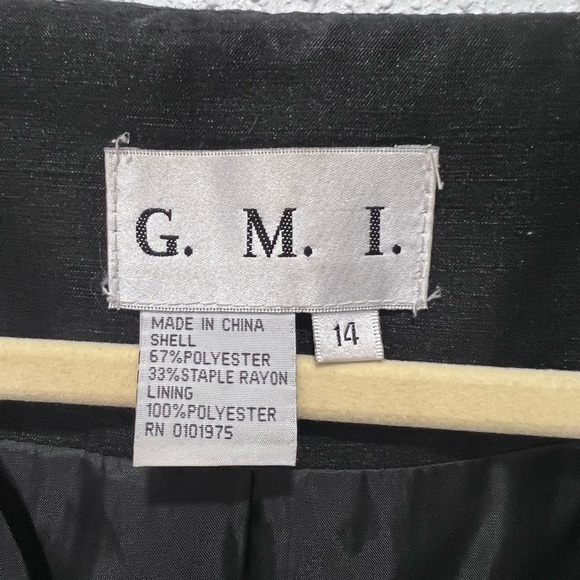 G. M. I.
14
MADE IN CHINA
SHELL
67%POLYESTER
33%STAPLE RAYON
LINING
100%POLYESTER
RN 0101975